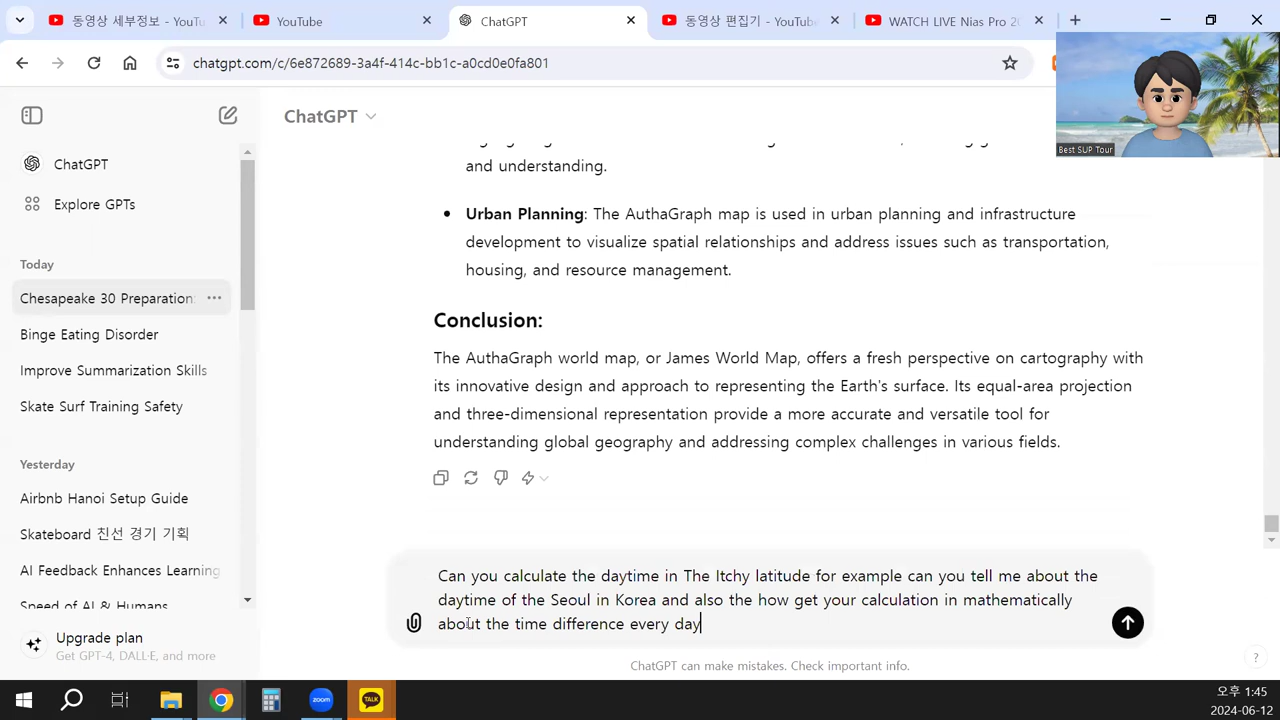 동영상 세부정보 - YouTu
YouTube
ChatGPT
동영상 편집기 - YouTube
WATCH LIVE Nias Pro 20
chatgpt.com/c/6e872689-3a4f-414c-bb1c-a0cd0e0fa801
Best SUP Tour
ChatGPT
ChatGPT
Explore GPTs
Today
Chesapeake 30 Preparation
Binge Eating Disorder
Improve Summarization Skills
Skate Surf Training Safety
Yesterday
Airbnb Hanoi Setup Guide
Skateboard 친선 경기 기획
AI Feedback Enhances Learning
Speed of AI & Humans
Upgrade plan
Get GPT-4, DALL·E, and more
and understanding.
• Urban Planning: The AuthaGraph map is used in urban planning and infrastructure
development to visualize spatial relationships and address issues such as transportation,
housing, and resource management.
Conclusion:
The AuthaGraph world map, or James World Map, offers a fresh perspective on cartography with
its innovative design and approach to representing the Earth's surface. Its equal-area projection
and three-dimensional representation provide a more accurate and versatile tool for
understanding global geography and addressing complex challenges in various fields.
Can you calculate the daytime in The Itchy latitude for example can you tell me about the
daytime of the Seoul in Korea and also the how get your calculation in mathematically
about the time difference every day
ChatGPT can make mistakes. Check important info.
?
zoom
TALK
오후 1:45
2024-06-12